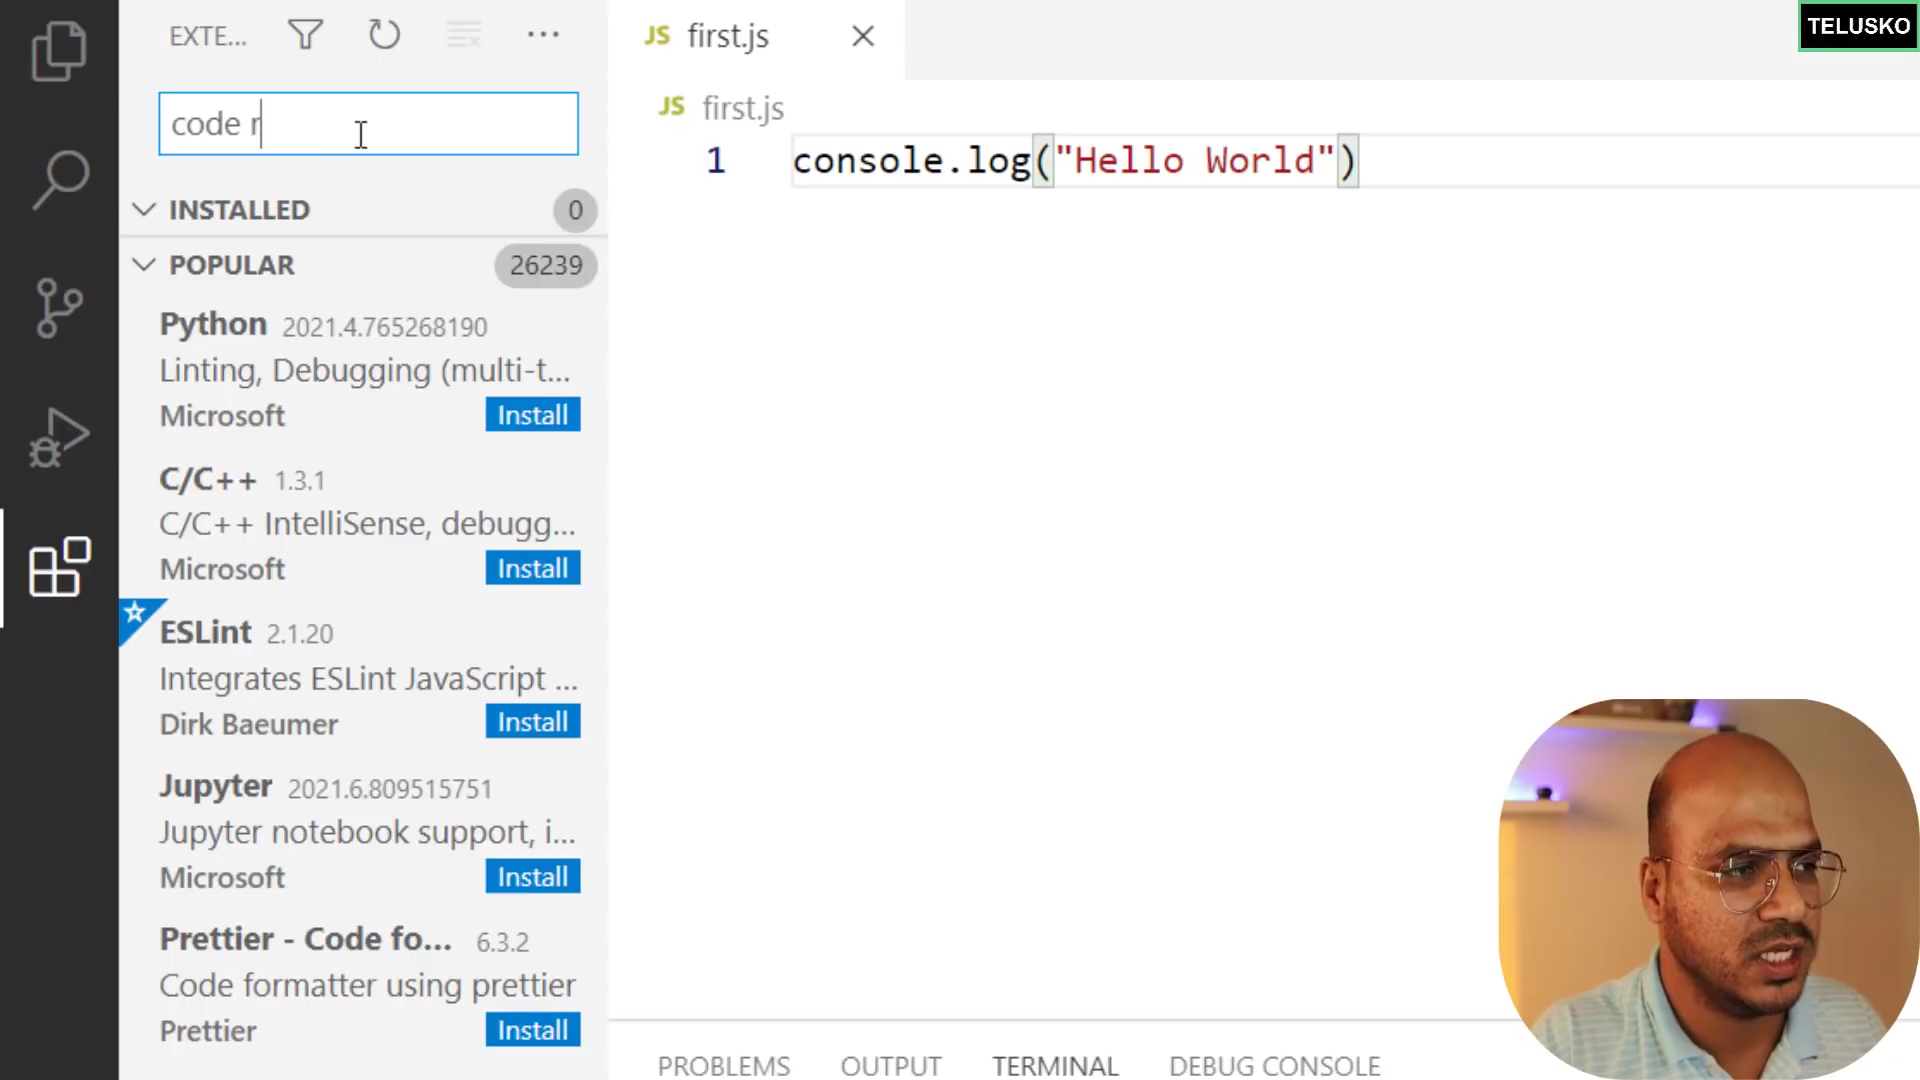 EXTE...
code r
INSTALLED 0
POPULAR 26239
Python 2021.4.765268190
Linting, Debugging (multi-t...
Microsoft Install
C/C++ 1.3.1
C/C++ IntelliSense, debugg...
Microsoft Install
ESLint 2.1.20
Integrates ESLint JavaScript ...
Dirk Baeumer Install
Jupyter 2021.6.809515751
Jupyter notebook support, i...
Microsoft Install
Prettier - Code fo... 6.3.2
Code formatter using prettier
Prettier Install
JS first.js
JS first.js
1 console.log("Hello World")
PROBLEMS OUTPUT TERMINAL DEBUG CONSOLE
TELUSKO